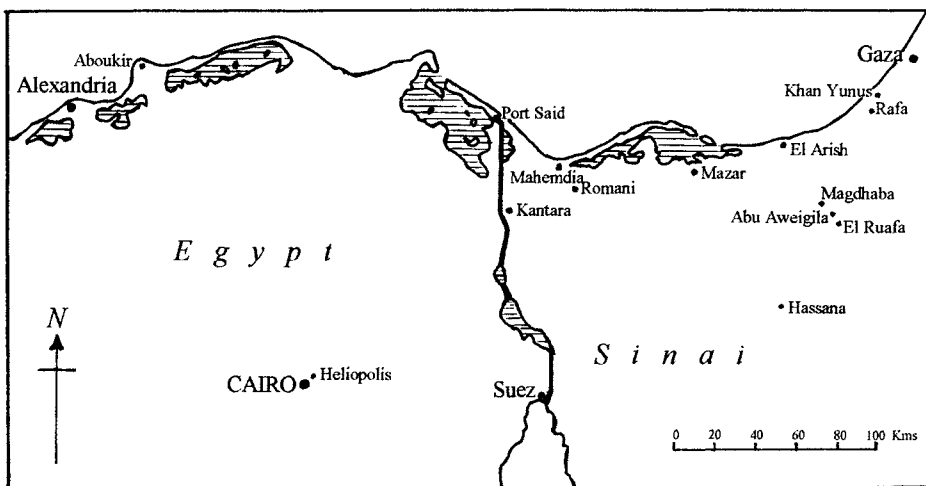 Gaza
Aboukir
Alexandria
Khan Yunus
Rafa
Port Said
El Arish
Mahemdia
Mazar
Romani
Magdhaba
Kantara
Abu Aweigila
El Ruafa
Egypt
Hassana
N
Sinai
Heliopolis
CAIRO
Suez
0 20 40 60 80 100 Kms